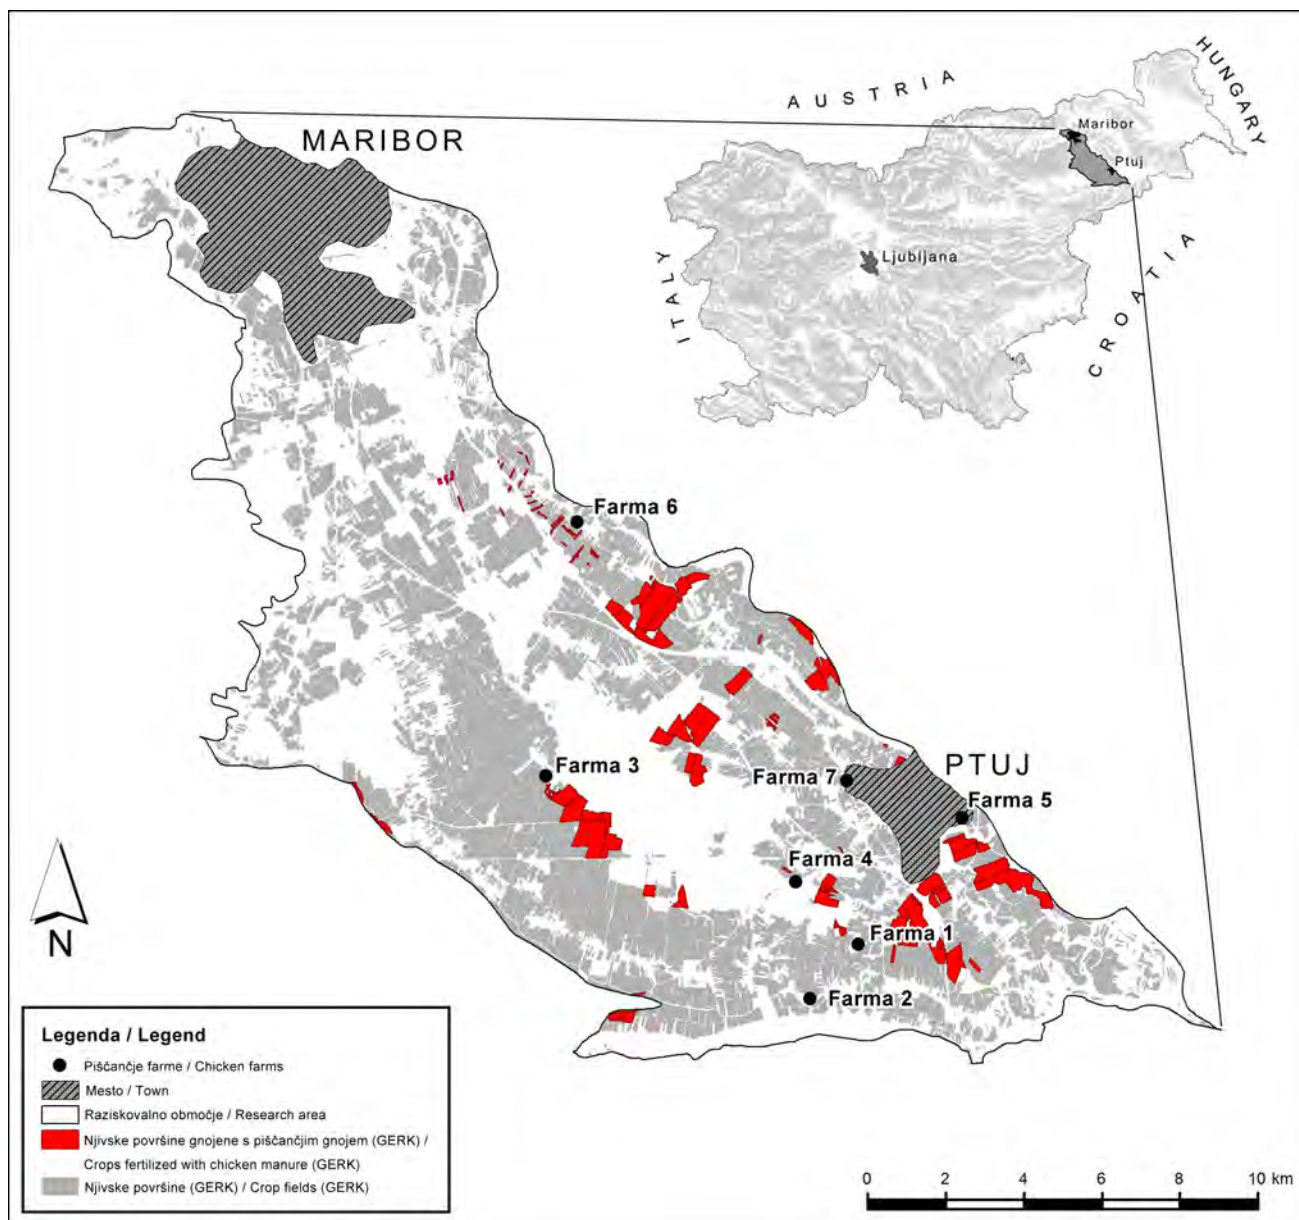 AUSTRIA
HUNGARY
MARIBOR
Maribor
Ptuj
ITALY
Ljubljana
CROATIA
Farma 6
Farma 3
Farma 7
PTUJ
Farma 5
Farma 4
Farma 1
Farma 2
N
Legenda / Legend
Piščančje farme / Chicken farms
Mesto / Town
Raziskovalno območje / Research area
Njivske površine gnojene s piščančjim gnojem (GERK) /
Crops fertilized with chicken manure (GERK)
Njivske površine (GERK) / Crop fields (GERK)
0 2 4 6 8 10 km